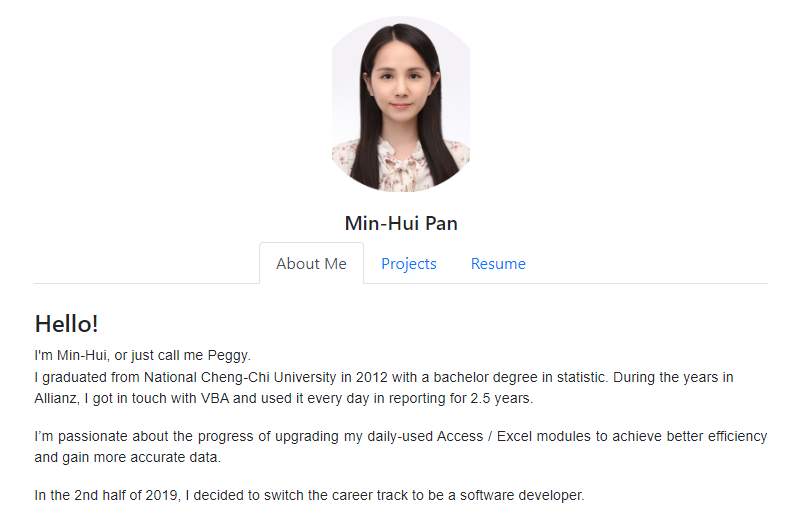 Min-Hui Pan
About Me
Projects
Resume
Hello!
I'm Min-Hui, or just call me Peggy.
I graduated from National Cheng-Chi University in 2012 with a bachelor degree in statistic. During the years in
Allianz, I got in touch with VBA and used it every day in reporting for 2.5 years.
I’m passionate about the progress of upgrading my daily-used Access / Excel modules to achieve better efficiency
and gain more accurate data.
In the 2nd half of 2019, I decided to switch the career track to be a software developer.